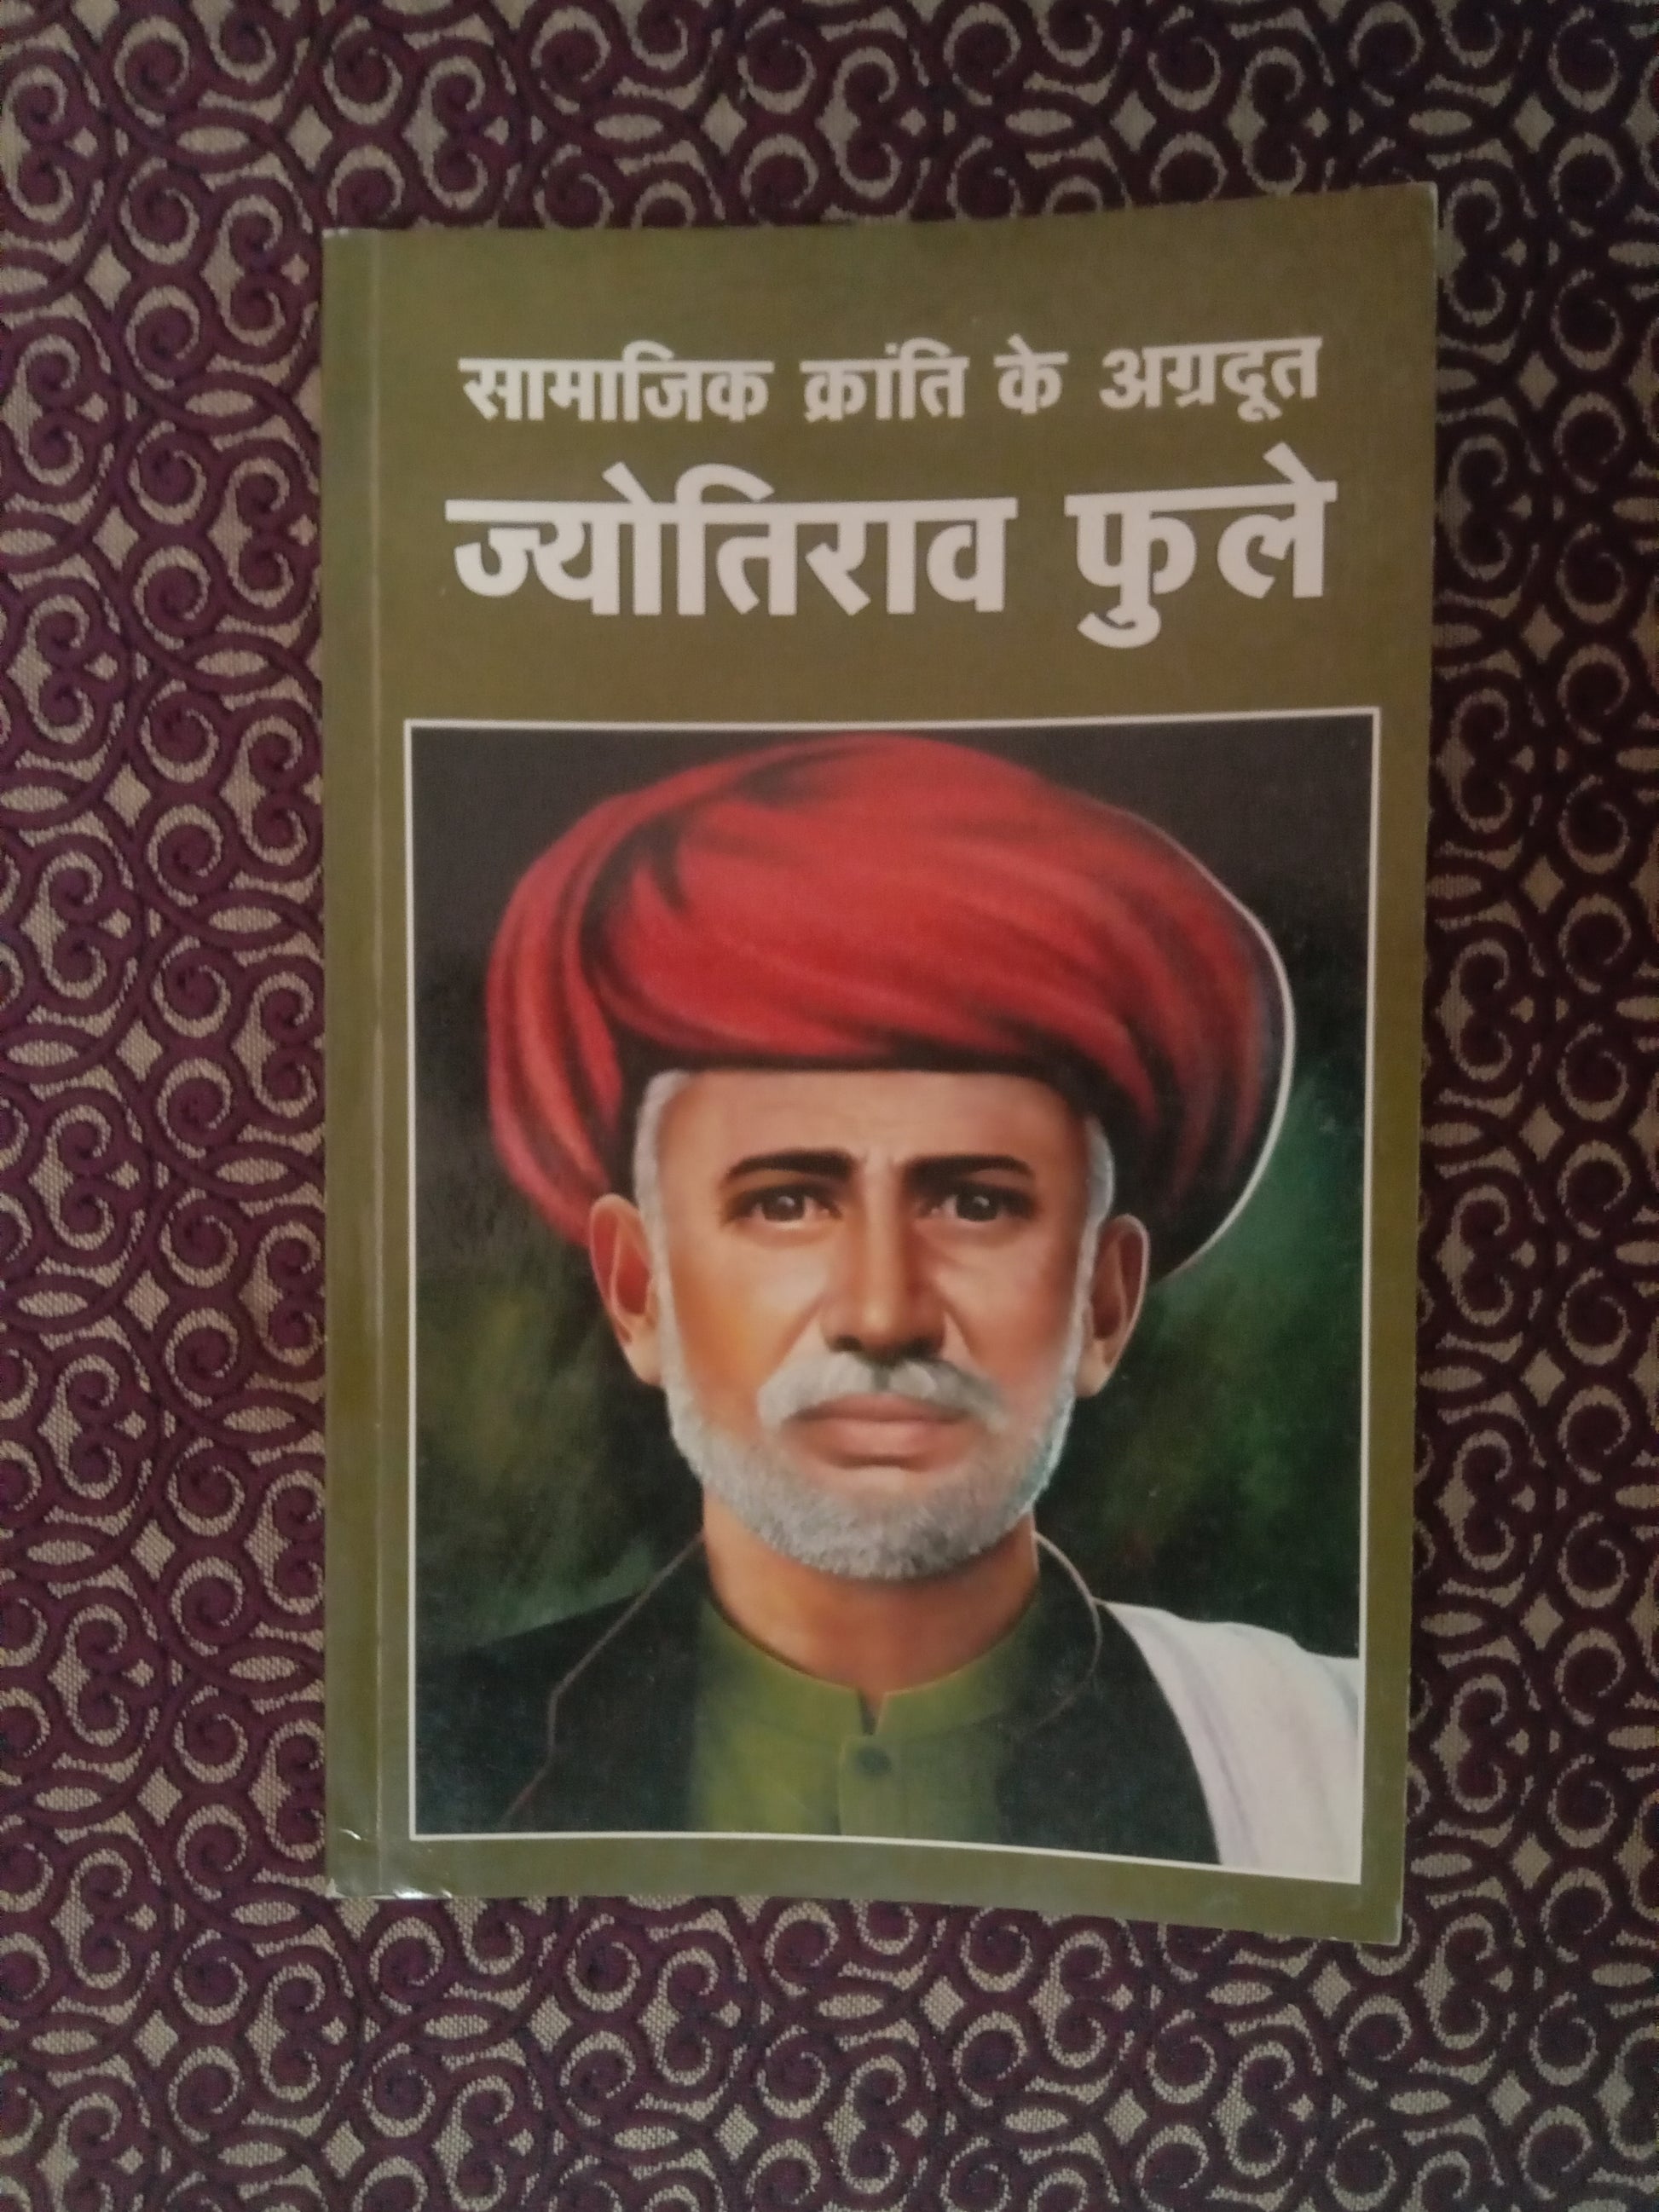 सामाजिक क्रांति के अग्रदूत
ज्योतिराव फुले